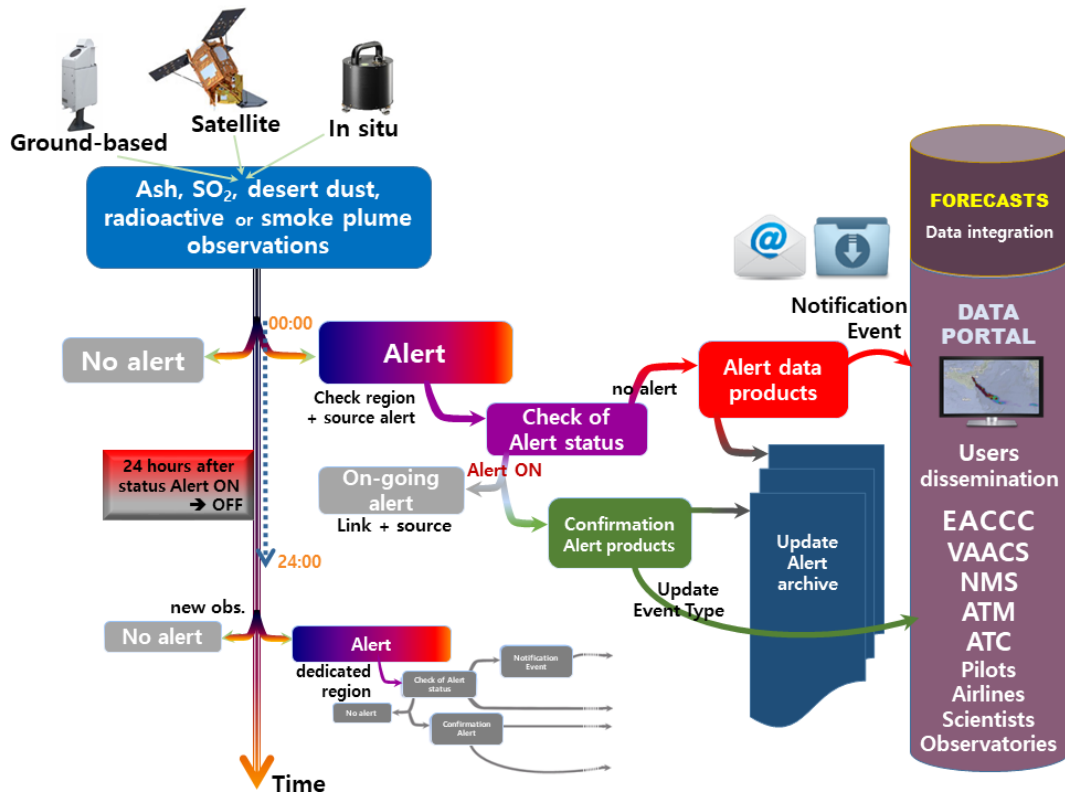 Ground-based
Satellite
In situ
Ash, SO₂, desert dust,
radioactive or smoke plume
observations
00:00
No alert
Alert
Check region
+ source alert
Check of
Alert status
no alert
Alert data
products
Notification
Event
Alert ON
On-going
alert
Link + source
Confirmation
Alert products
Update
Alert
archive
Update
Event Type
24 hours after
status Alert ON
➔ OFF
24:00
new obs.
No alert
Alert
dedicated
region
Check of Alert
status
Notification
Event
No alert
Confirmation
Alert
Time
FORECASTS
Data integration
DATA
PORTAL
Users
dissemination
EACCC
VAACS
NMS
ATM
ATC
Pilots
Airlines
Scientists
Observatories